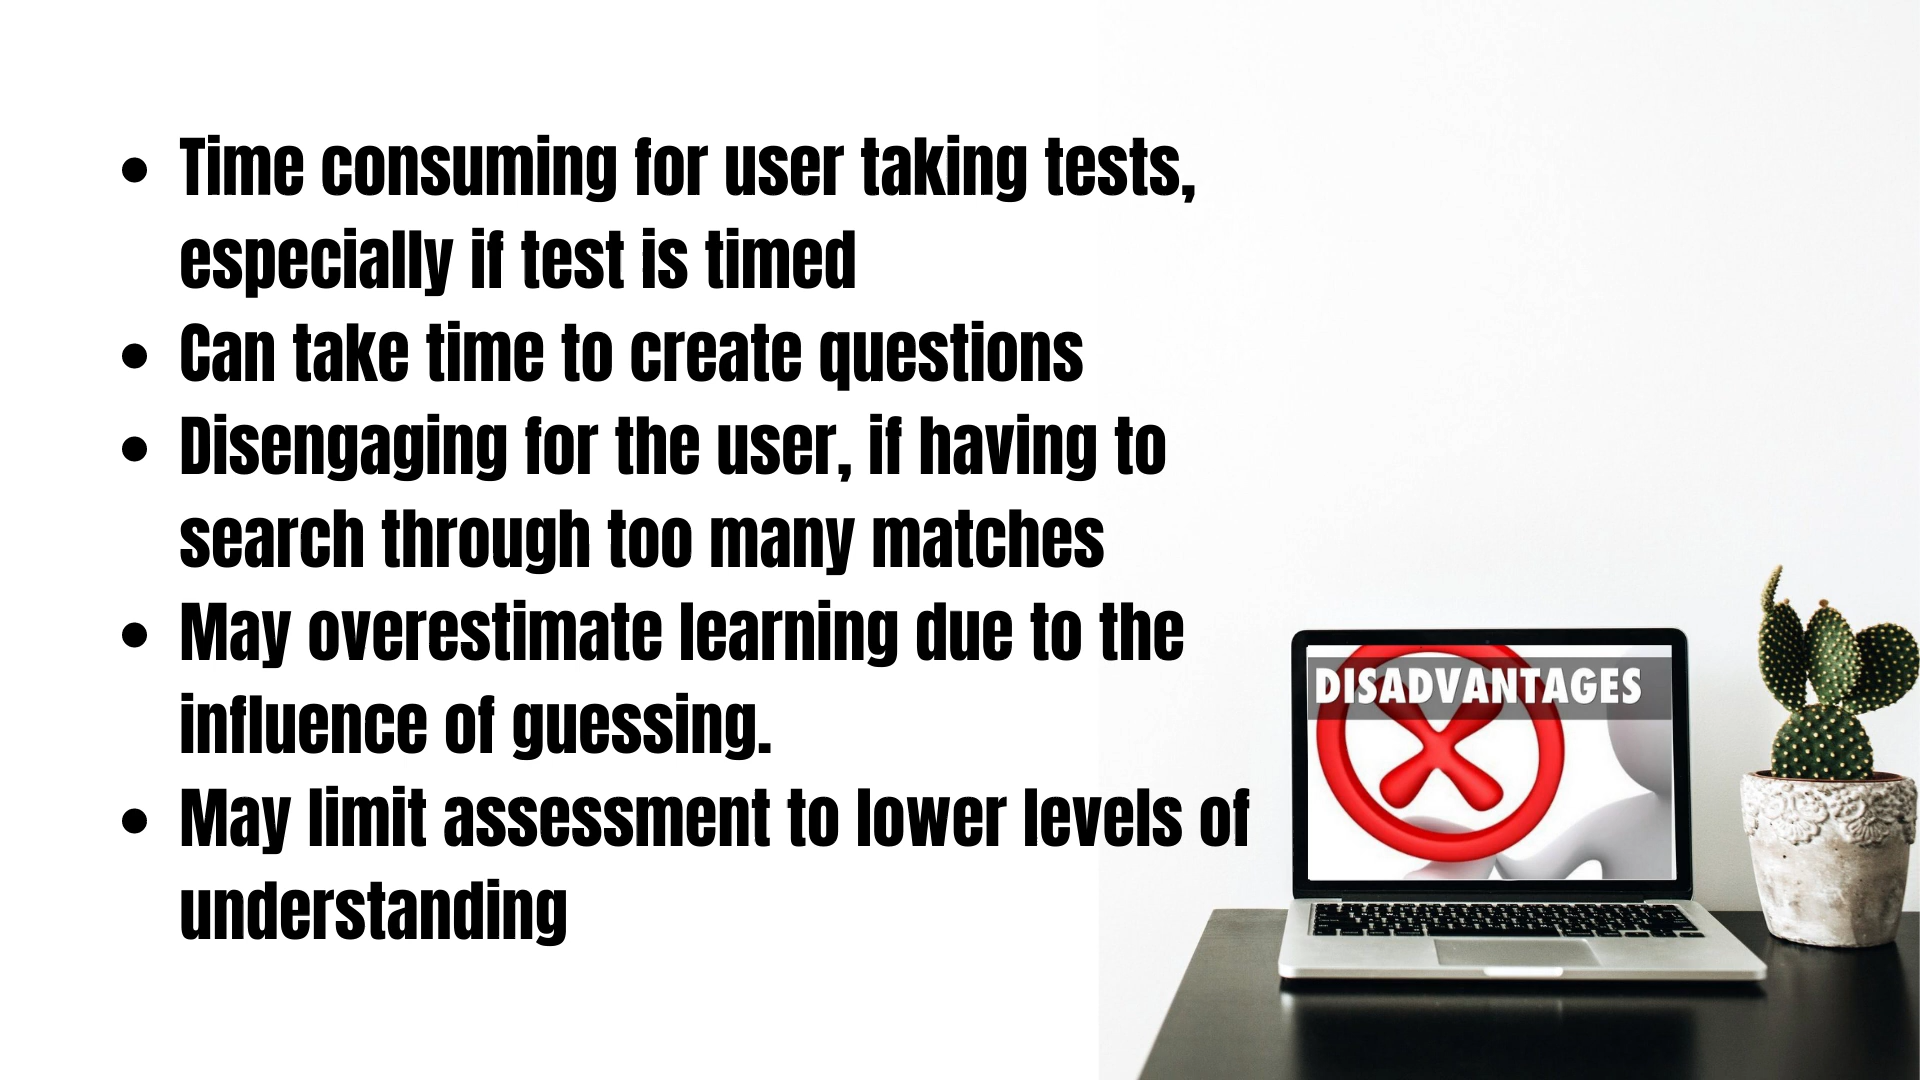 • Time consuming for user taking tests,
especially if test is timed
• Can take time to create questions
• Disengaging for the user, if having to
search through too many matches
• May overestimate learning due to the
influence of guessing.
• May limit assessment to lower levels of
understanding
DISADVANTAGES